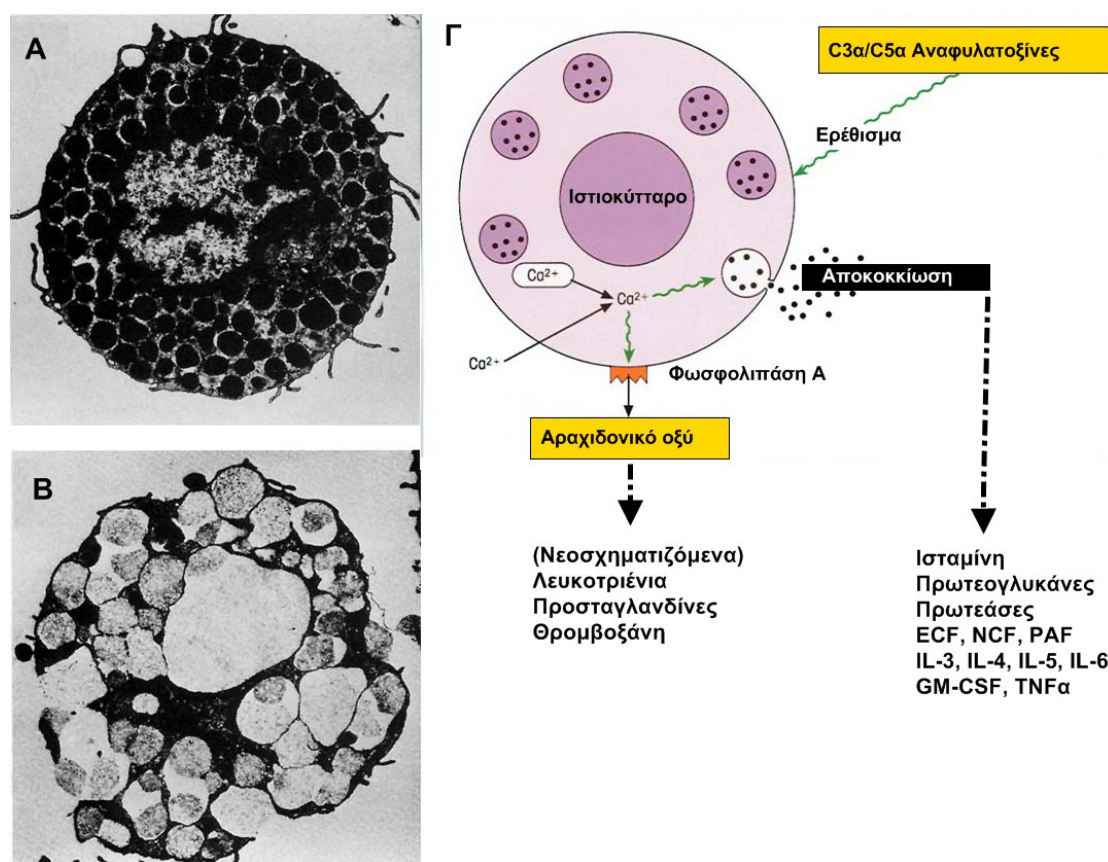 Α
Β
Γ
C3α/C5α Αναφυλατοξίνες
Ερέθισμα
Ιστιοκύτταρο
Ca²⁺
Ca²⁺
Ca²⁺
Αποκοκκίωση
Φωσφολιπάση Α
Αραχιδονικό οξύ
(Νεοσχηματιζόμενα)
Λευκοτριένια
Προσταγλανδίνες
Θρομβοξάνη
Ισταμίνη
Πρωτεογλυκάνες
Πρωτεάσες
ECF, NCF, PAF
IL-3, IL-4, IL-5, IL-6
GM-CSF, TNFα